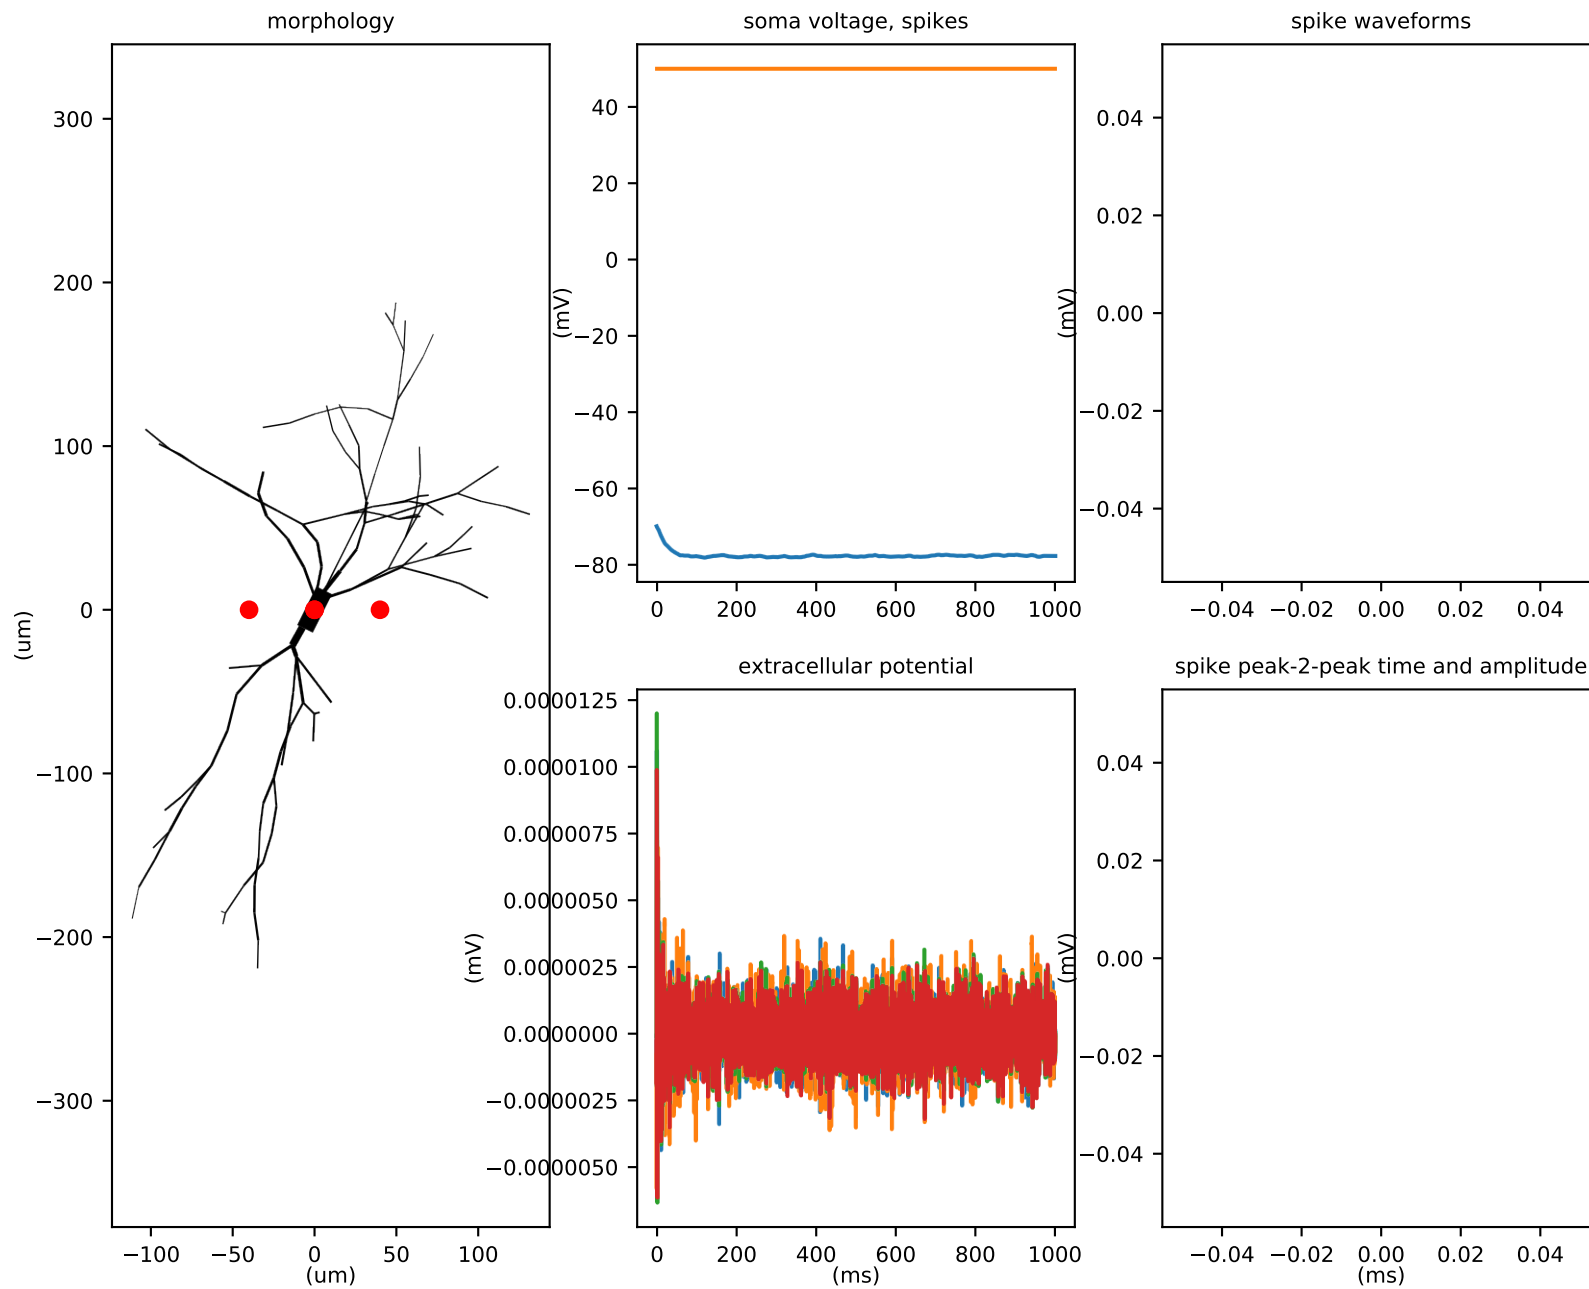 morphology
300
200
100
0
−100
−200
−300
(um)
−100 −50 0 50 100
(um)
soma voltage, spikes
40
20
0
−20
−40
−60
−80
(mV)
0 200 400 600 800 1000
spike waveforms
0.04
0.02
0.00
−0.02
−0.04
(mV)
−0.04 −0.02 0.00 0.02 0.04
extracellular potential
0.0000125
0.0000100
0.0000075
0.0000050
0.0000025
0.0000000
−0.0000025
−0.0000050
(mV)
0 200 400 600 800 1000
(ms)
spike peak-2-peak time and amplitude
0.04
0.02
0.00
−0.02
−0.04
(mV)
−0.04 −0.02 0.00 0.02 0.04
(ms)